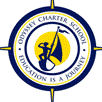 ODYSSEY CHARTER SCHOOL
EDUCATION IS A JOURNEY